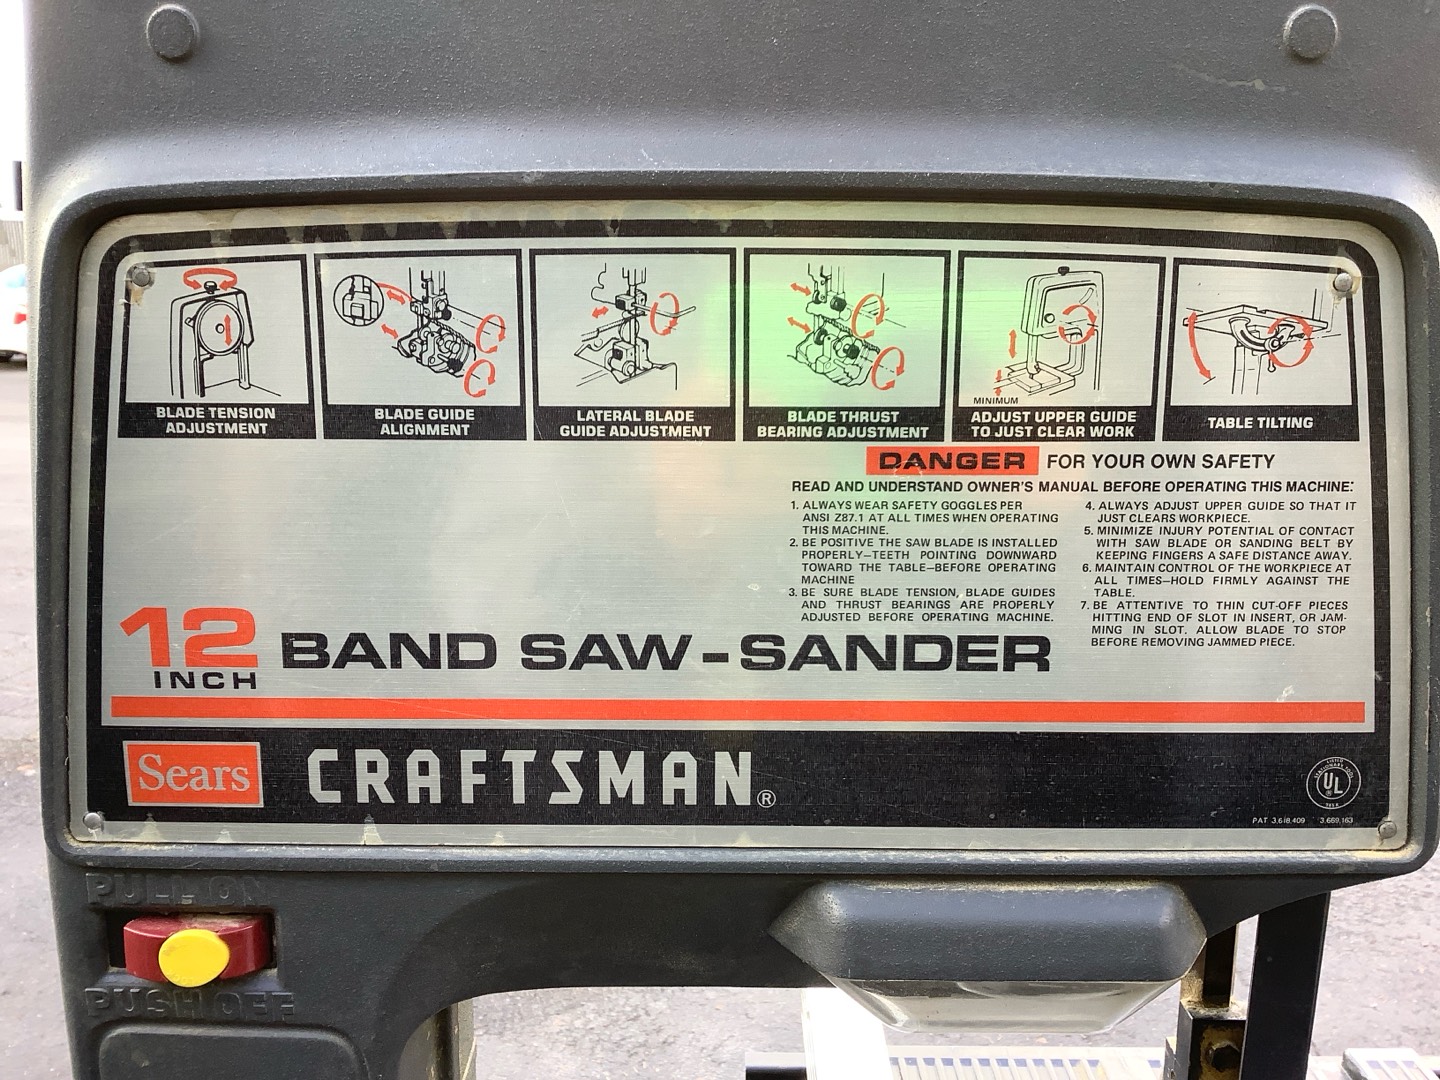 MINIMUM
BLADE TENSION
ADJUSTMENT
BLADE GUIDE
ALIGNMENT
LATERAL BLADE
GUIDE ADJUSTMENT
BLADE THRUST
BEARING ADJUSTMENT
ADJUST UPPER GUIDE
TO JUST CLEAR WORK
TABLE TILTING
DANGER FOR YOUR OWN SAFETY
READ AND UNDERSTAND OWNER'S MANUAL BEFORE OPERATING THIS MACHINE:
1. ALWAYS WEAR SAFETY GOGGLES PER
ANSI Z87.1 AT ALL TIMES WHEN OPERATING
THIS MACHINE.
2. BE POSITIVE THE SAW BLADE IS INSTALLED
PROPERLY—TEETH POINTING DOWNWARD
TOWARD THE TABLE—BEFORE OPERATING
MACHINE
3. BE SURE BLADE TENSION, BLADE GUIDES
AND THRUST BEARINGS ARE PROPERLY
ADJUSTED BEFORE OPERATING MACHINE.
4. ALWAYS ADJUST UPPER GUIDE SO THAT IT
JUST CLEARS WORKPIECE.
5. MINIMIZE INJURY POTENTIAL OF CONTACT
WITH SAW BLADE OR SANDING BELT BY
KEEPING FINGERS A SAFE DISTANCE AWAY.
6. MAINTAIN CONTROL OF THE WORKPIECE AT
ALL TIMES—HOLD FIRMLY AGAINST THE
TABLE.
7. BE ATTENTIVE TO THIN CUT-OFF PIECES
HITTING END OF SLOT IN INSERT, OR JAM-
MING IN SLOT. ALLOW BLADE TO STOP
BEFORE REMOVING JAMMED PIECE.
12
INCH
BAND SAW-SANDER
Sears CRAFTSMAN®
LISTED
UL®
PAT 3,618,409 3,669,163
PULL ON
PUSH OFF